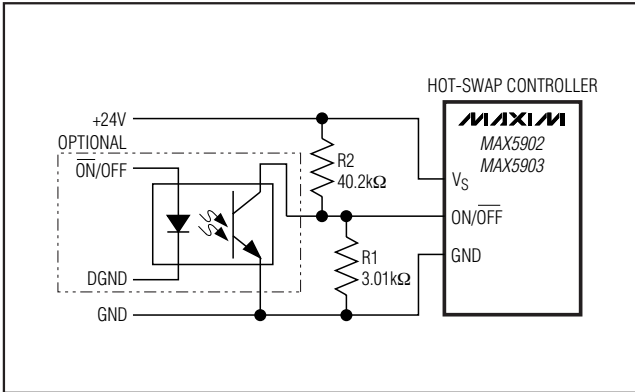 HOT-SWAP CONTROLLER
+24V
MAXIM
OPTIONAL
MAX5902
R2
ON/OFF
MAX5903
40.2kΩ
VS
ON/OFF
GND
R1
DGND
3.01kΩ
GND